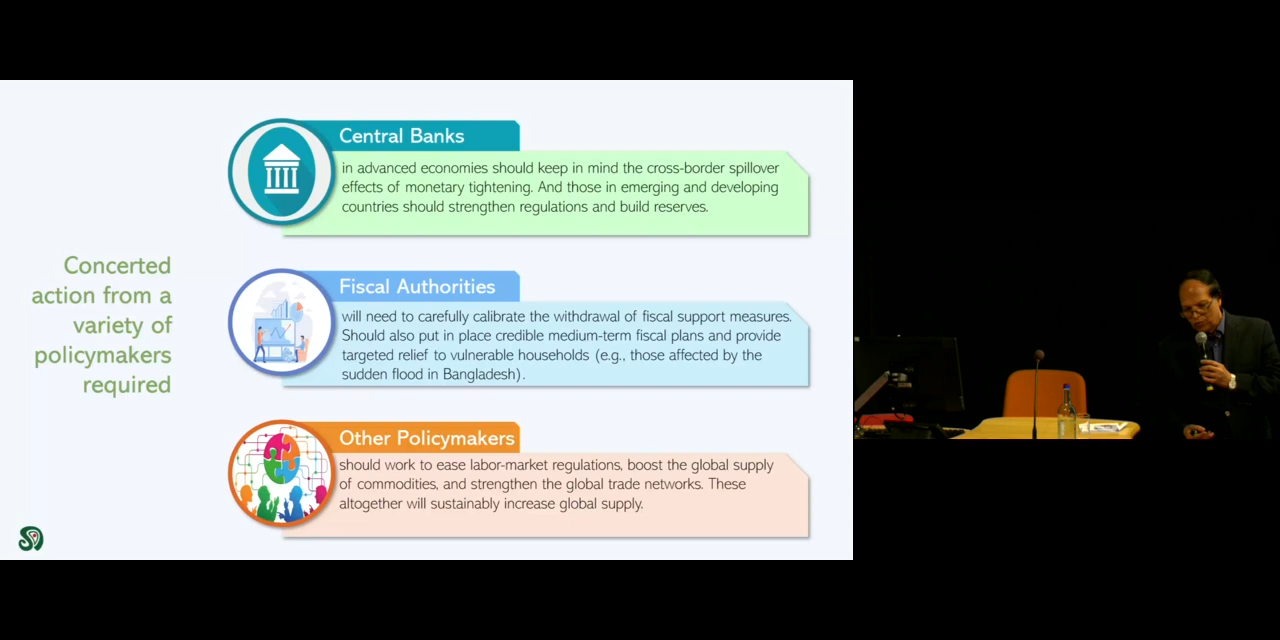 Concerted
action from a
variety of
policymakers
required
Central Banks
in advanced economies should keep in mind the cross-border spillover
effects of monetary tightening. And those in emerging and developing
countries should strengthen regulations and build reserves.
Fiscal Authorities
will need to carefully calibrate the withdrawal of fiscal support measures.
Should also put in place credible medium-term fiscal plans and provide
targeted relief to vulnerable households (e.g., those affected by the
sudden flood in Bangladesh).
Other Policymakers
should work to ease labor-market regulations, boost the global supply
of commodities, and strengthen the global trade networks. These
altogether will sustainably increase global supply.